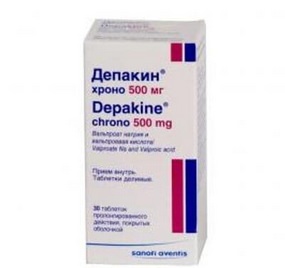 Депакин®
хроно 500 мг
Depakine®
chrono 500 mg
Вальпроат натрия и
вальпроевая кислота/
Valproate Na and Valproic acid
Прием внутрь.
Таблетки делимые.
30 таблеток
пролонгированного
действия, покрытых
оболочкой
sanofi aventis